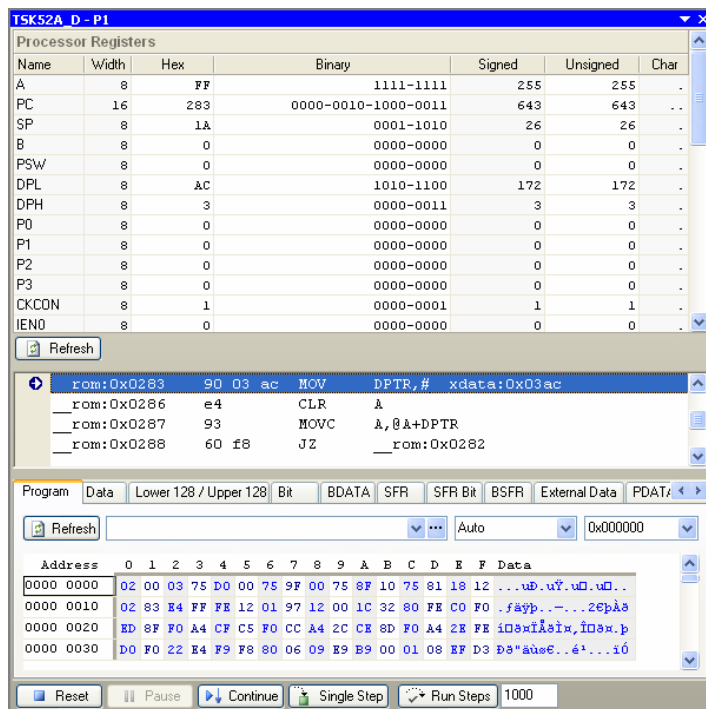 TSK52A_D - P1
Processor Registers
Name Width Hex Binary Signed Unsigned Char
A 8 FF 1111-1111 255 255 .
PC 16 283 0000-0010-1000-0011 643 643 ..
SP 8 1A 0001-1010 26 26 .
B 8 0 0000-0000 0 0 .
PSW 8 0 0000-0000 0 0 .
DPL 8 AC 1010-1100 172 172 .
DPH 8 3 0000-0011 3 3 .
P0 8 0 0000-0000 0 0 .
P1 8 0 0000-0000 0 0 .
P2 8 0 0000-0000 0 0 .
P3 8 0 0000-0000 0 0 .
CKCON 8 1 0000-0001 1 1 .
IEN0 8 0 0000-0000 0 0 .
Refresh
__rom:0x0283 90 03 ac MOV DPTR,#__xdata:0x03ac
__rom:0x0286 e4 CLR A
__rom:0x0287 93 MOVC A,@A+DPTR
__rom:0x0288 60 f8 JZ __rom:0x0282
Program Data Lower 128 / Upper 128 Bit BDATA SFR SFR Bit BSFR External Data PDATA
Refresh ... Auto 0x000000
Address 0 1 2 3 4 5 6 7 8 9 A B C D E F Data
0000 0000 02 00 03 75 D0 00 75 9F 00 75 8F 10 75 81 18 12 ...uÐ.uŸ.u□.u□..
0000 0010 02 83 E4 FF FE 12 01 97 12 00 1C 32 80 FE C0 F0 .ƒäÿþ..—...2€þÀð
0000 0020 ED 8F F0 A4 CF C5 F0 CC A4 2C CE 8D F0 A4 2E FE í□ð¤ÏÅðÌ¤,Î□ð¤.þ
0000 0030 D0 F0 22 E4 F9 F8 80 06 09 E9 B9 00 01 08 EF D3 Ðð"äùø€..é¹...ïÓ
Reset Pause Continue Single Step Run Steps 1000